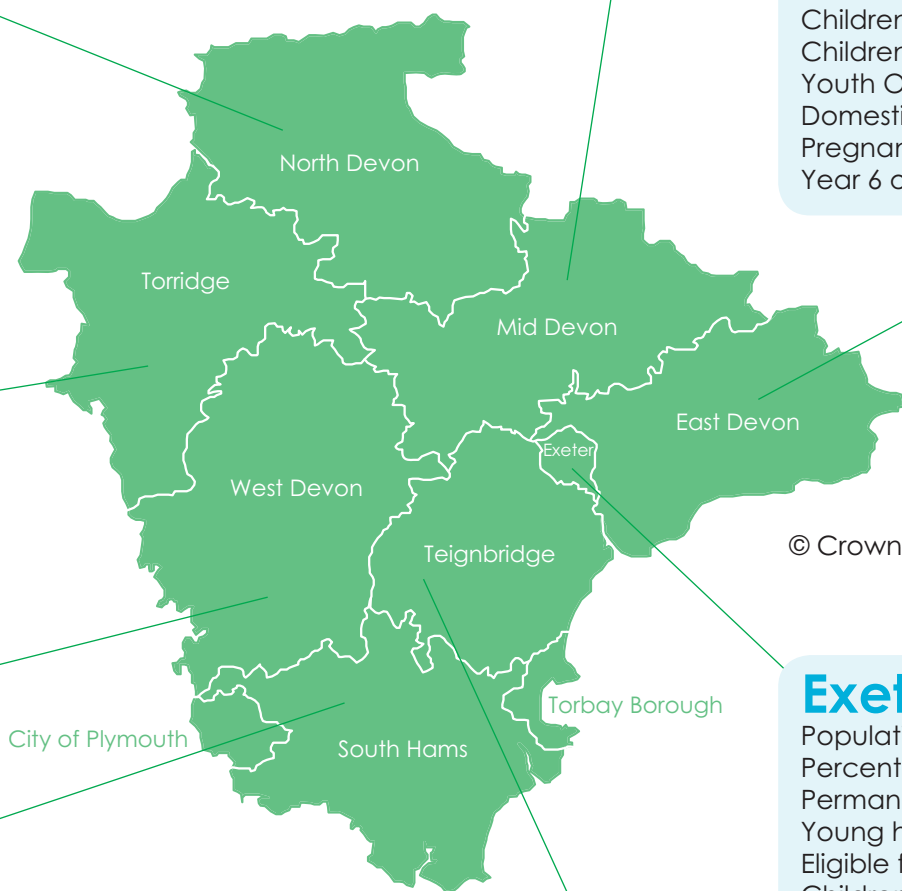 Children
Children
Youth O
Domesti
Pregnan
Year 6 o
North Devon
Torridge
Mid Devon
East Devon
Exeter
West Devon
© Crown
Teignbridge
Torbay Borough
City of Plymouth
South Hams
Exet
Populat
Percent
Perman
Young h
Eligible f